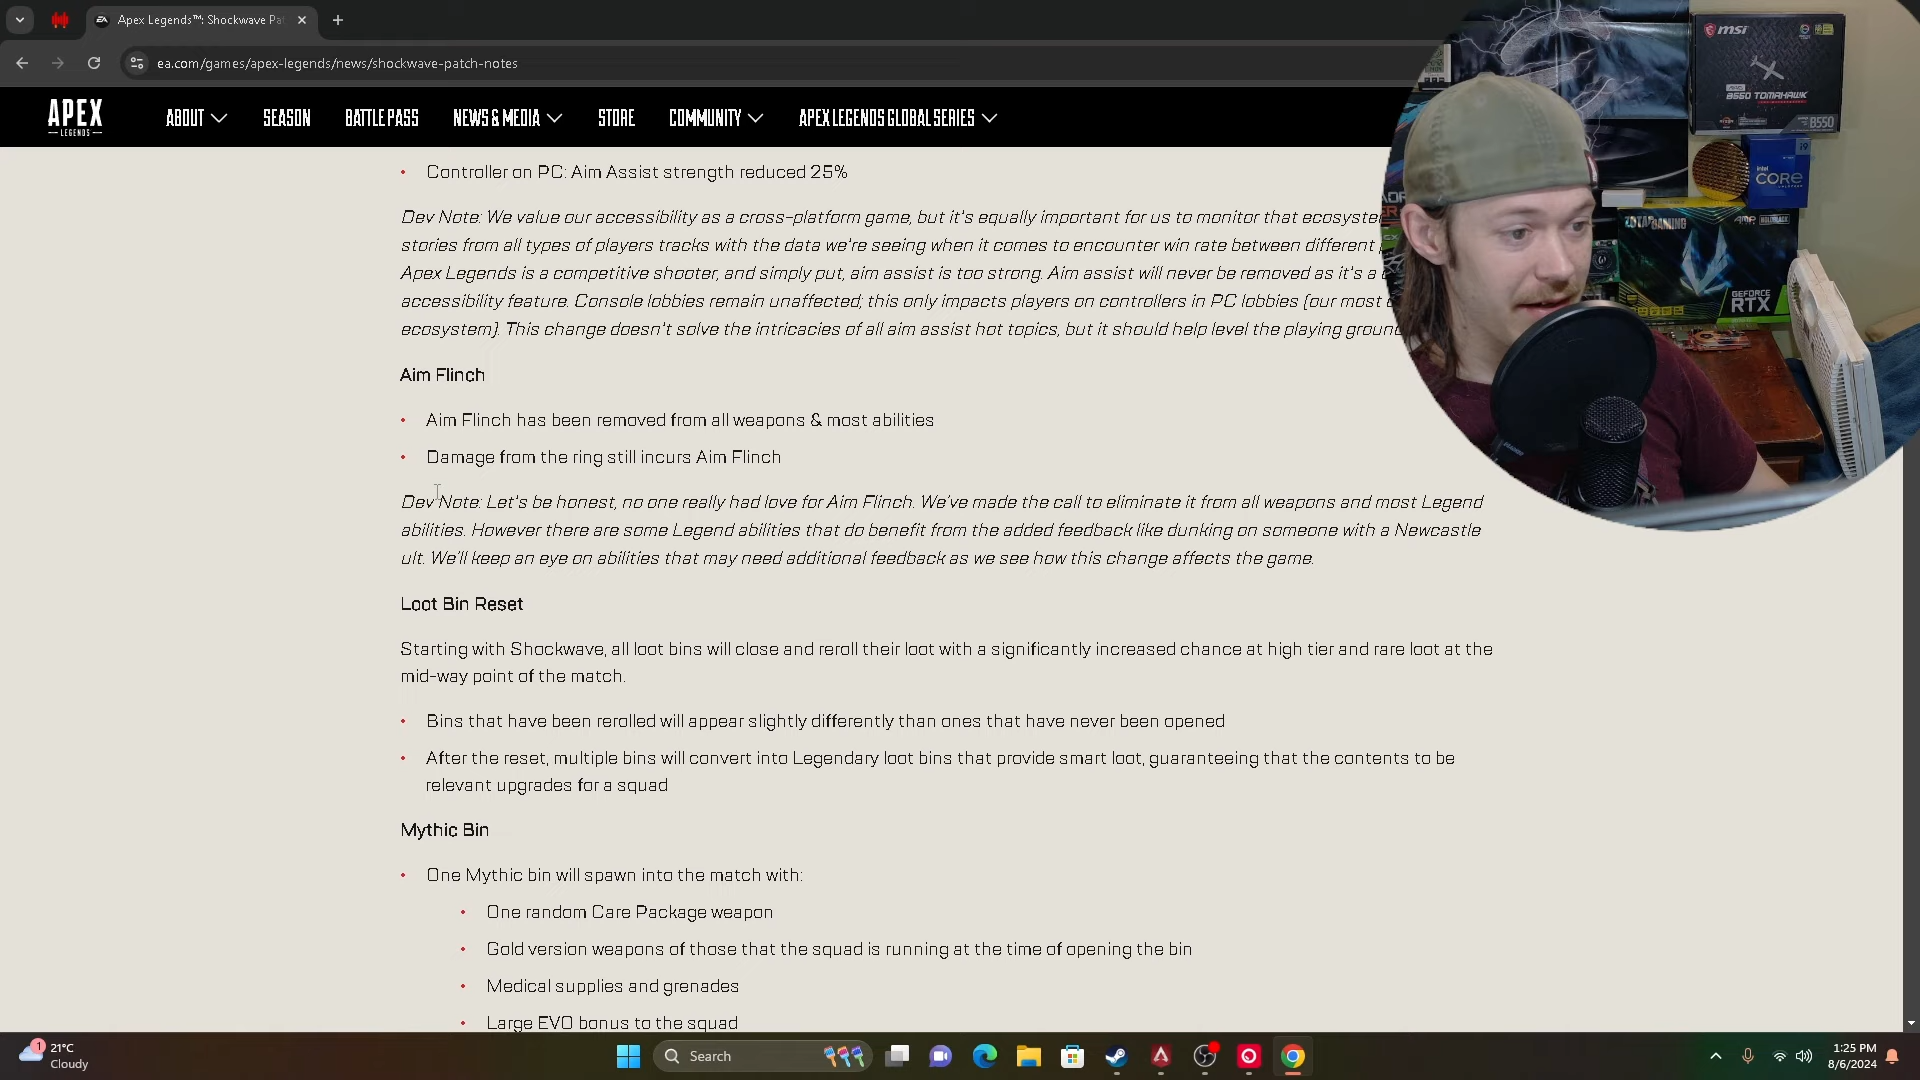 Apex Legends™: Shockwave Pat
ea.com/games/apex-legends/news/shockwave-patch-notes
APEX
LEGENDS
ABOUT SEASON BATTLE PASS NEWS & MEDIA STORE COMMUNITY APEX LEGENDS GLOBAL SERIES
• Controller on PC: Aim Assist strength reduced 25%
Dev Note: We value our accessibility as a cross-platform game, but it's equally important for us to monitor that ecosyste
stories from all types of players tracks with the data we're seeing when it comes to encounter win rate between different
Apex Legends is a competitive shooter, and simply put, aim assist is too strong. Aim assist will never be removed as it's a
accessibility feature. Console lobbies remain unaffected; this only impacts players on controllers in PC lobbies (our most
ecosystem). This change doesn't solve the intricacies of all aim assist hot topics, but it should help level the playing ground
Aim Flinch
• Aim Flinch has been removed from all weapons & most abilities
• Damage from the ring still incurs Aim Flinch
Dev Note: Let's be honest, no one really had love for Aim Flinch. We've made the call to eliminate it from all weapons and most Legend
abilities. However there are some Legend abilities that do benefit from the added feedback like dunking on someone with a Newcastle
ult. We'll keep an eye on abilities that may need additional feedback as we see how this change affects the game.
Loot Bin Reset
Starting with Shockwave, all loot bins will close and reroll their loot with a significantly increased chance at high tier and rare loot at the
mid-way point of the match.
• Bins that have been rerolled will appear slightly differently than ones that have never been opened
• After the reset, multiple bins will convert into Legendary loot bins that provide smart loot, guaranteeing that the contents to be
relevant upgrades for a squad
Mythic Bin
• One Mythic bin will spawn into the match with:
• One random Care Package weapon
• Gold version weapons of those that the squad is running at the time of opening the bin
• Medical supplies and grenades
• Large EVO bonus to the squad
msi
B550 TOMAHAWK
B550
intel
CORE
i9
ZOTAC GAMING
GEFORCE
RTX
1
21°C
Cloudy
Search
1:25 PM
8/6/2024